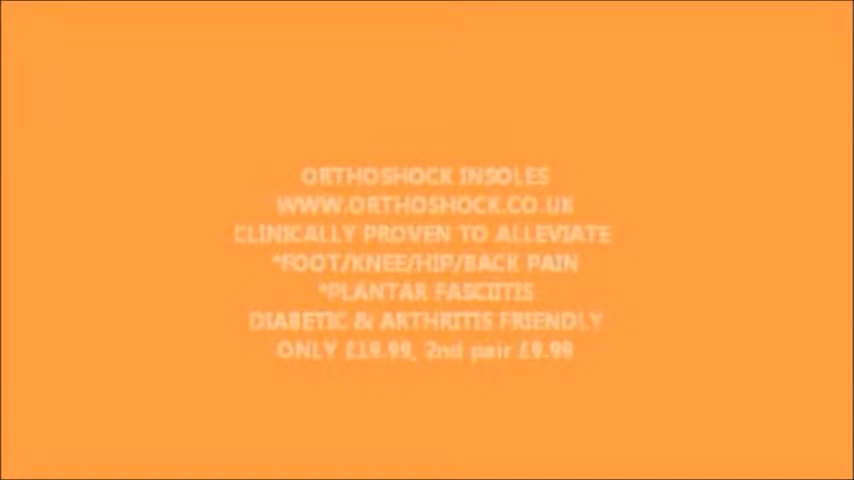 ORTHOSHOCK INSOLES
WWW.ORTHOSHOCK.CO.UK
CLINICALLY PROVEN TO ALLEVIATE
*FOOT/KNEE/HIP/BACK PAIN
*PLANTAR FASCIITIS
DIABETIC & ARTHRITIS FRIENDLY
ONLY £19.99, 2nd pair £9.99